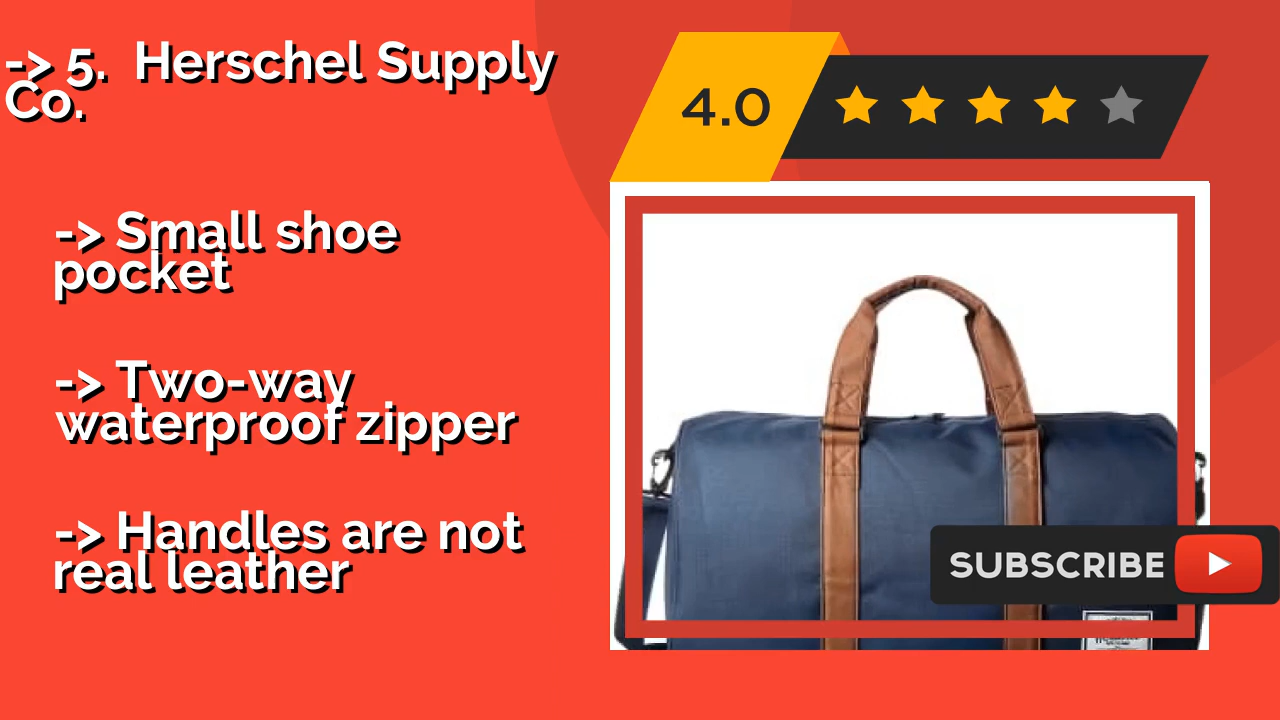 -> 5.  Herschel Supply
Co.
4.0
-> Small shoe
pocket
-> Two-way
waterproof zipper
-> Handles are not
real leather
SUBSCRIBE